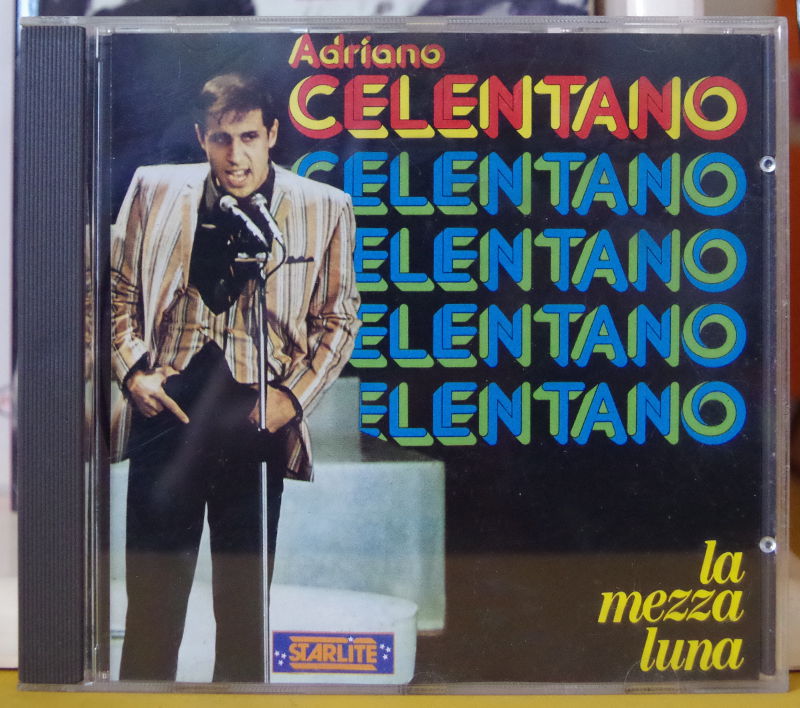 Adriano
CELENTANO
CELENTANO
ELENTANO
ELENTANO
ELENTANO
la
mezza
luna
STARLITE